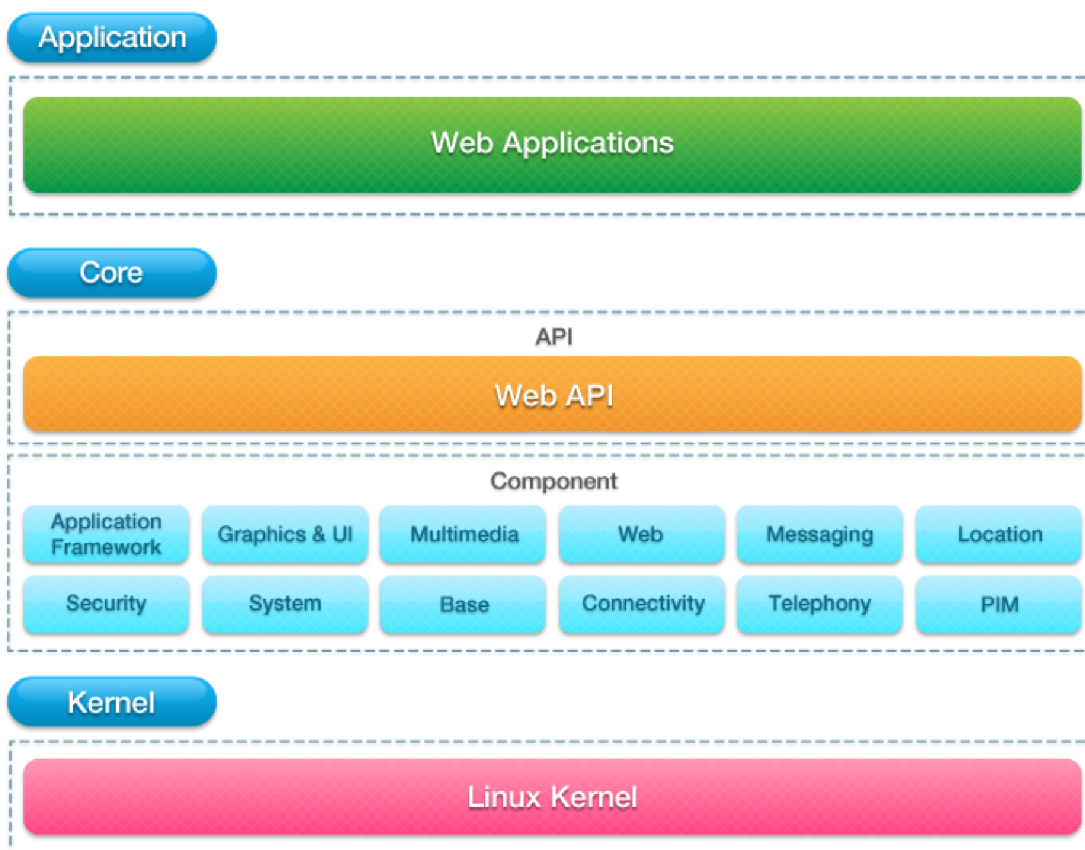 Application
Web Applications
Core
API
Web API
Component
Application
Framework
Graphics & UI
Multimedia
Web
Messaging
Location
Security
System
Base
Connectivity
Telephony
PIM
Kernel
Linux Kernel